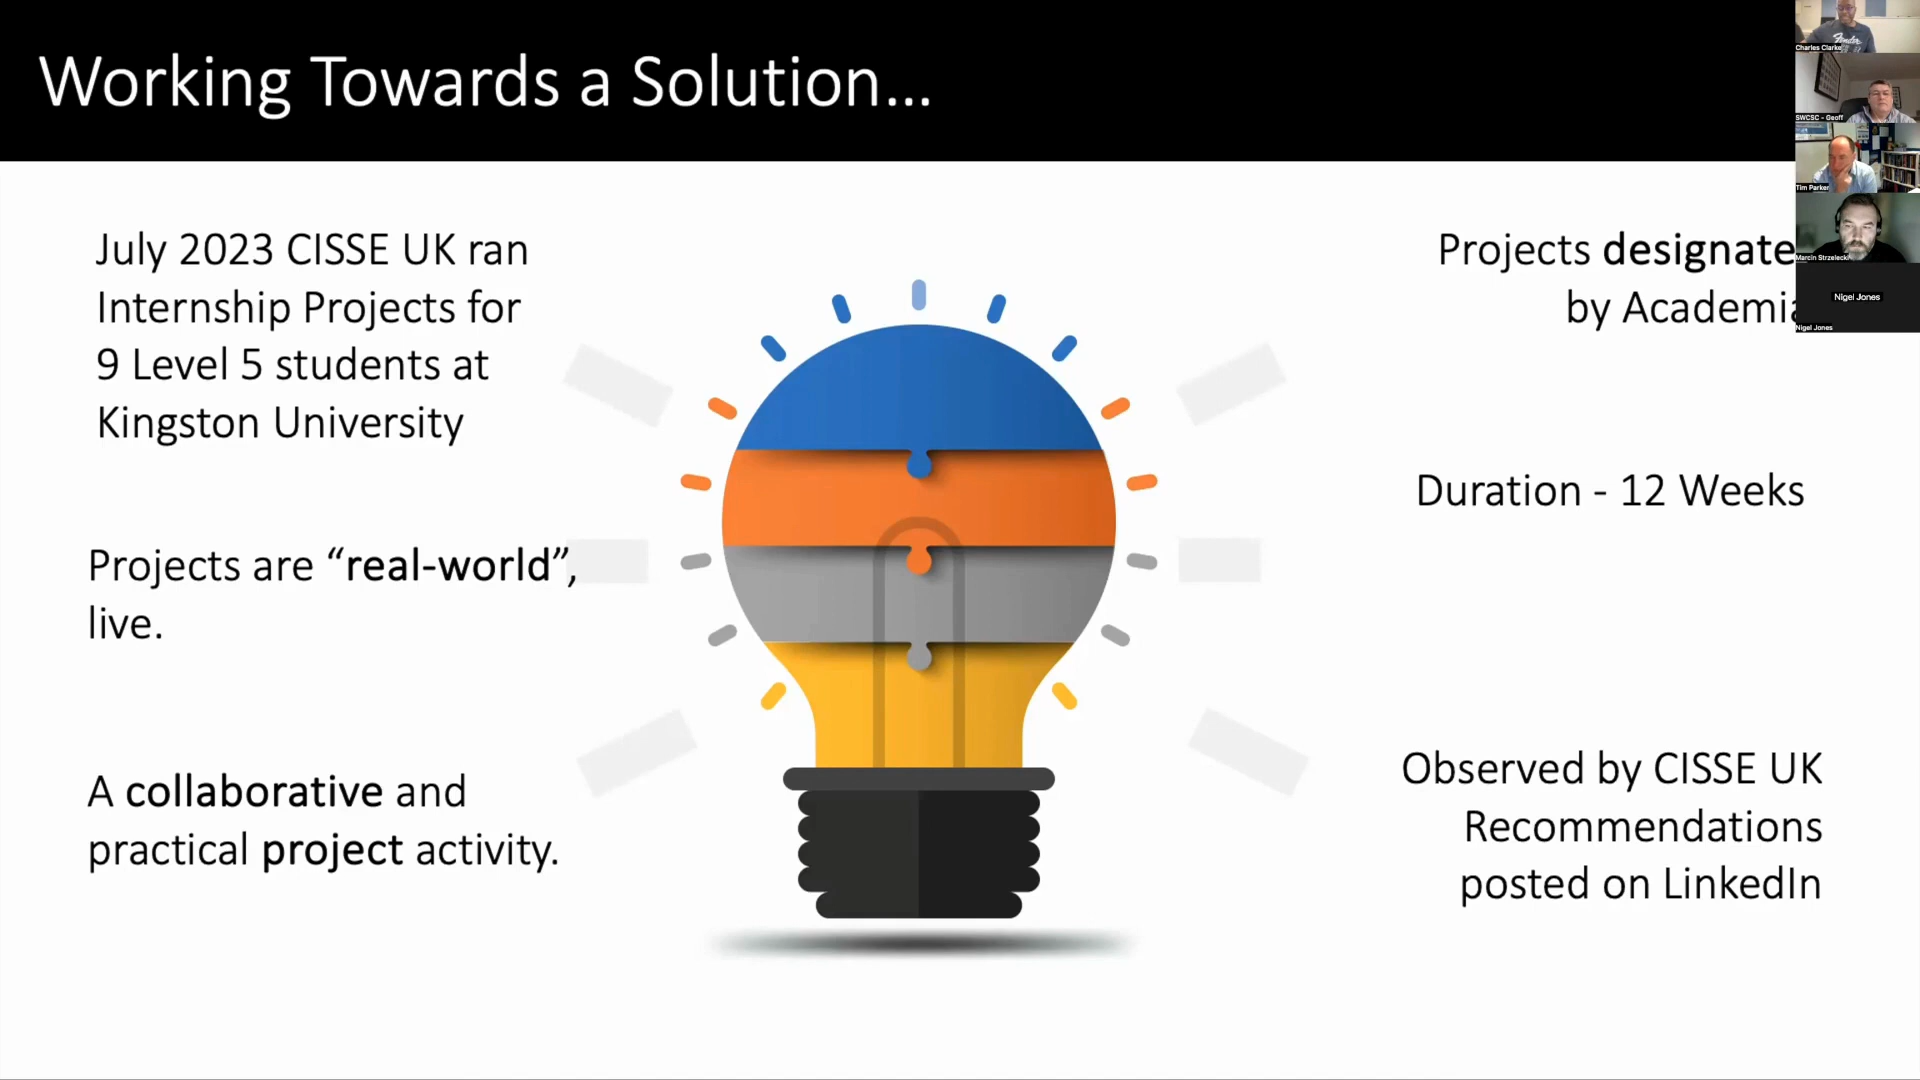 Working Towards a Solution...
July 2023 CISSE UK ran
Internship Projects for
9 Level 5 students at
Kingston University
Projects are “real-world”,
live.
A collaborative and
practical project activity.
Projects designate
by Academia
Duration - 12 Weeks
Observed by CISSE UK
Recommendations
posted on LinkedIn
Charles Clarke
SWCSC - Geoff
Tim Parker
Marcin Strzelecki
Nigel Jones
Nigel Jones